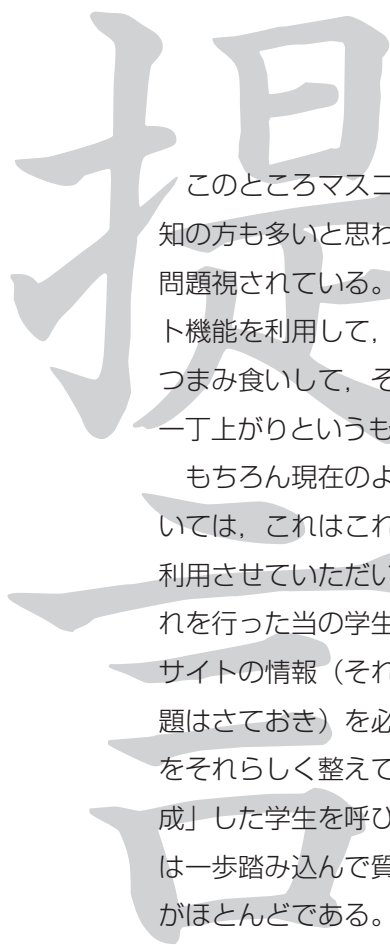 提言
このところマスコ
知の方も多いと思わ
問題視されている。
ト機能を利用して，
つまみ食いして，そ
一丁上がりというも
もちろん現在のよ
いては，これはこれ
利用させていただい
れを行った当の学生
サイトの情報（それ
題はさておき）を必
をそれらしく整えて
成」した学生を呼び
は一歩踏み込んで質
がほとんどである。